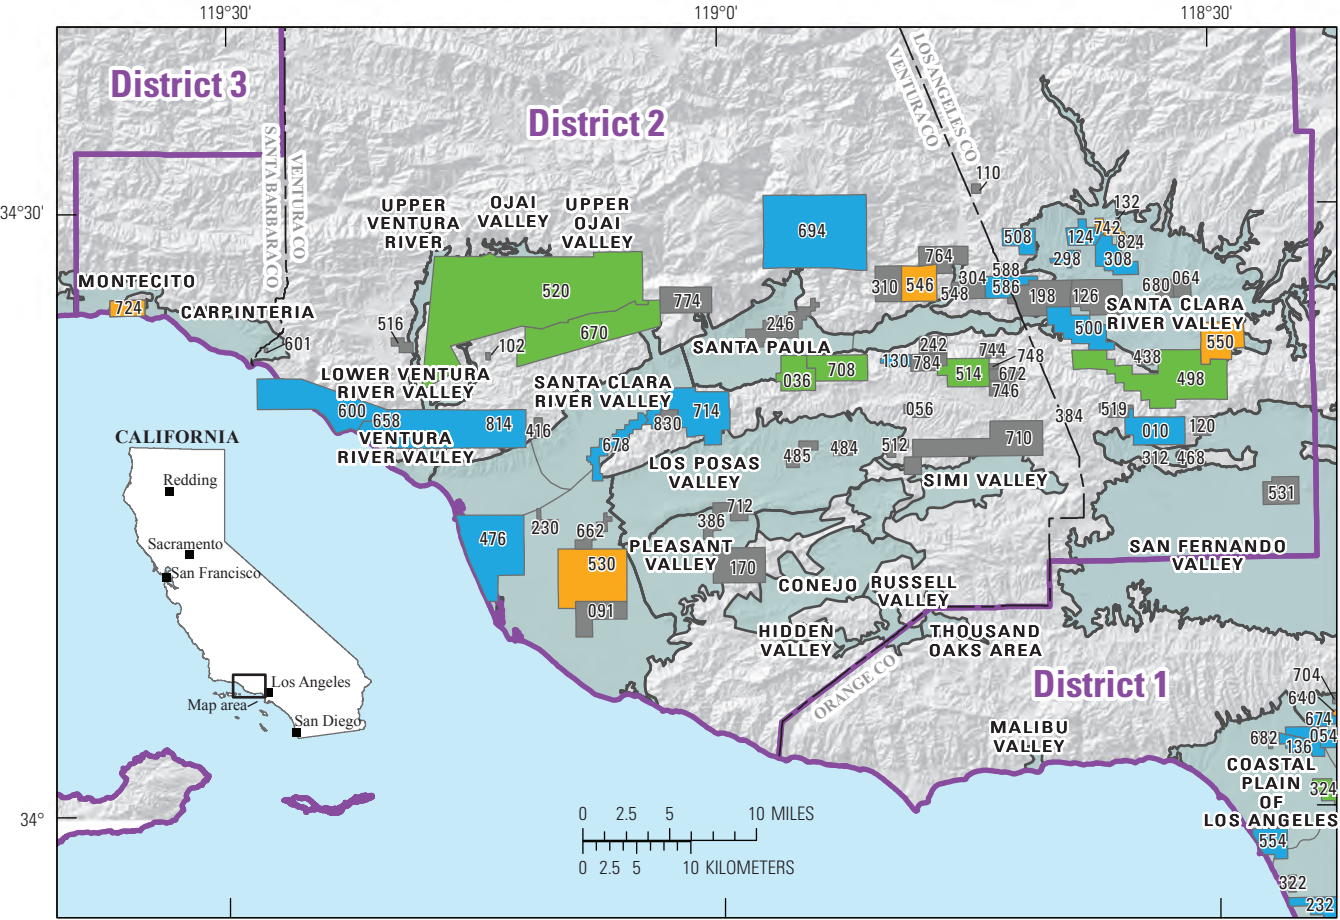 119°30'
119°0'
118°30'
34°30'
34°
District 3
District 2
District 1
SANTA BARBARA CO
VENTURA CO
LOS ANGELES CO
VENTURA CO
ORANGE CO
UPPER
VENTURA
RIVER
OJAI
VALLEY
UPPER
OJAI
VALLEY
MONTECITO
CARPINTERIA
LOWER VENTURA
RIVER VALLEY
VENTURA
RIVER VALLEY
SANTA CLARA
RIVER VALLEY
SANTA PAULA
SANTA CLARA
RIVER VALLEY
LOS POSAS
VALLEY
SIMI VALLEY
PLEASANT
VALLEY
CONEJO
RUSSELL
VALLEY
HIDDEN
VALLEY
THOUSAND
OAKS AREA
SAN FERNANDO
VALLEY
MALIBU
VALLEY
COASTAL
PLAIN
OF
LOS ANGELES
110
132
694
508
124
742
824
298
308
764
304
588
586
680
064
724
520
774
310
546
548
198
126
516
670
246
500
550
601
102
242
744
748
438
130
784
036
708
514
672
746
498
600
658
814
416
714
830
056
384
519
010
120
678
485
484
512
710
312
468
531
476
230
662
712
386
530
170
091
704
640
674
682
136
054
324
554
322
232
CALIFORNIA
Redding
Sacramento
San Francisco
Los Angeles
Map area
San Diego
0 2.5 5 10 MILES
0 2.5 5 10 KILOMETERS